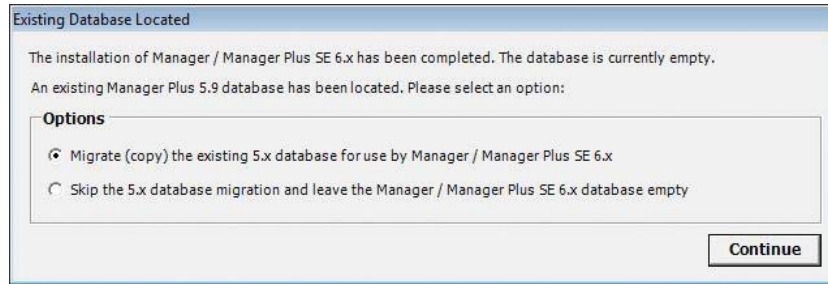 Existing Database Located
The installation of Manager / Manager Plus SE 6.x has been completed. The database is currently empty.
An existing Manager Plus 5.9 database has been located. Please select an option:
Options
Migrate (copy) the existing 5.x database for use by Manager / Manager Plus SE 6.x
Skip the 5.x database migration and leave the Manager / Manager Plus SE 6.x database empty
Continue